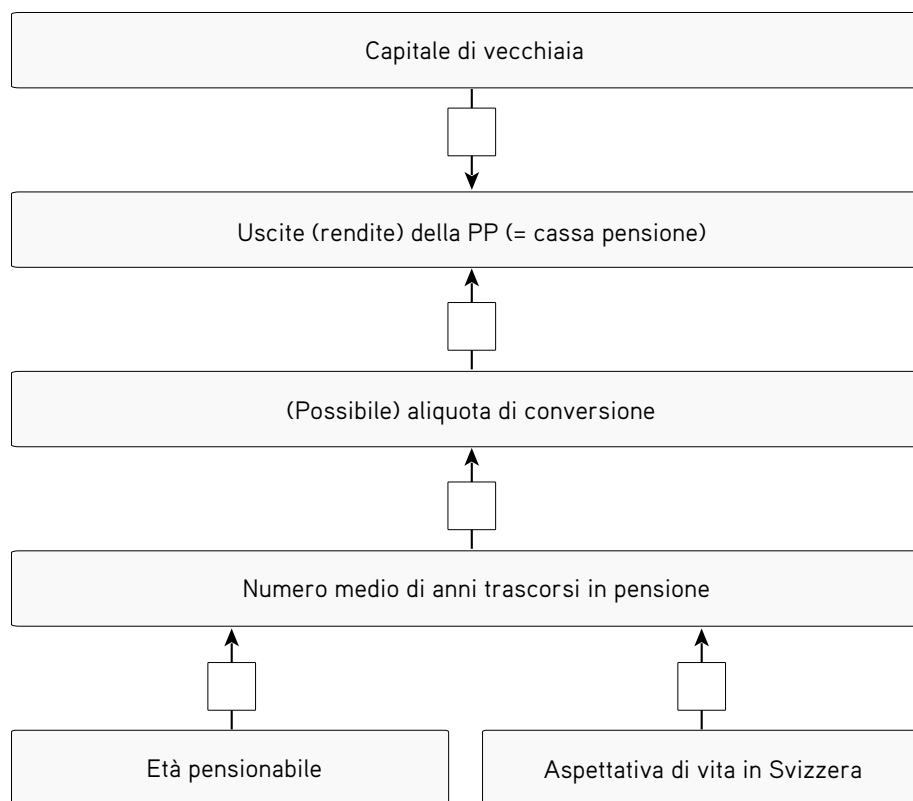 Capitale di vecchiaia
Uscite (rendite) della PP (= cassa pensione)
(Possibile) aliquota di conversione
Numero medio di anni trascorsi in pensione
Età pensionabile
Aspettativa di vita in Svizzera